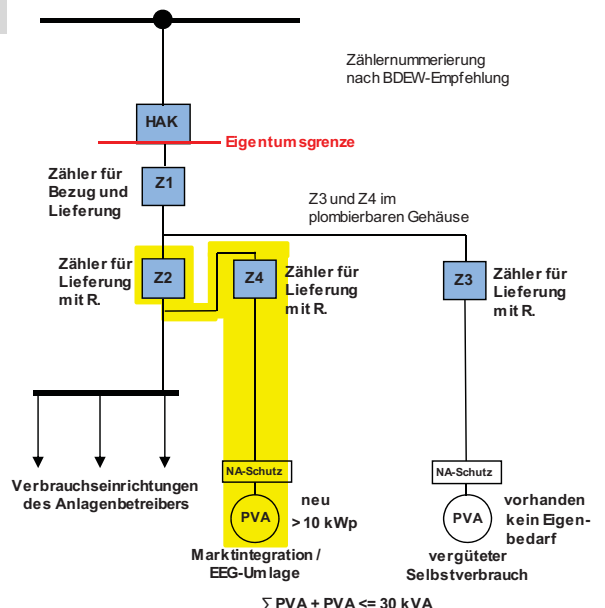 Zählernummerierung
nach BDEW-Empfehlung
HAK
Eigentumsgrenze
Zähler für
Bezug und
Lieferung
Z1
Z3 und Z4 im
plombierbaren Gehäuse
Zähler für
Lieferung
mit R.
Z2
Z4
Zähler für
Lieferung
mit R.
Z3
Zähler für
Lieferung
mit R.
NA-Schutz
NA-Schutz
Verbrauchseinrichtungen
des Anlagenbetreibers
PVA
neu
> 10 kWp
PVA
vorhanden
kein Eigen-
bedarf
Marktintegration /
EEG-Umlage
vergüteter
Selbstverbrauch
∑ PVA + PVA <= 30 kVA